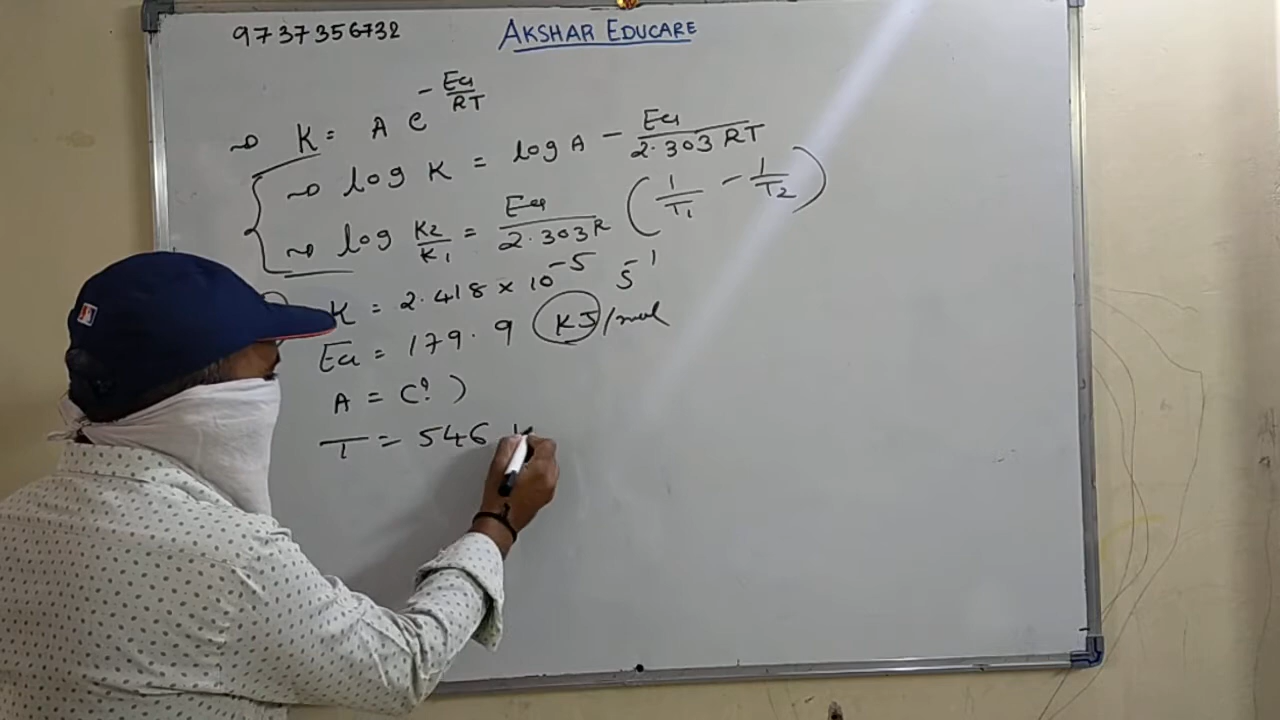 9737356732
AKSHAR EDUCARE
K = A e^{-Ea/RT}
log K = log A - Ea/2.303 RT
log K2/K1 = Ea/2.303R (1/T1 - 1/T2)
K = 2.418 × 10^-5 S^-1
Ea = 179.9 KJ/mol
A = (?)
T = 546